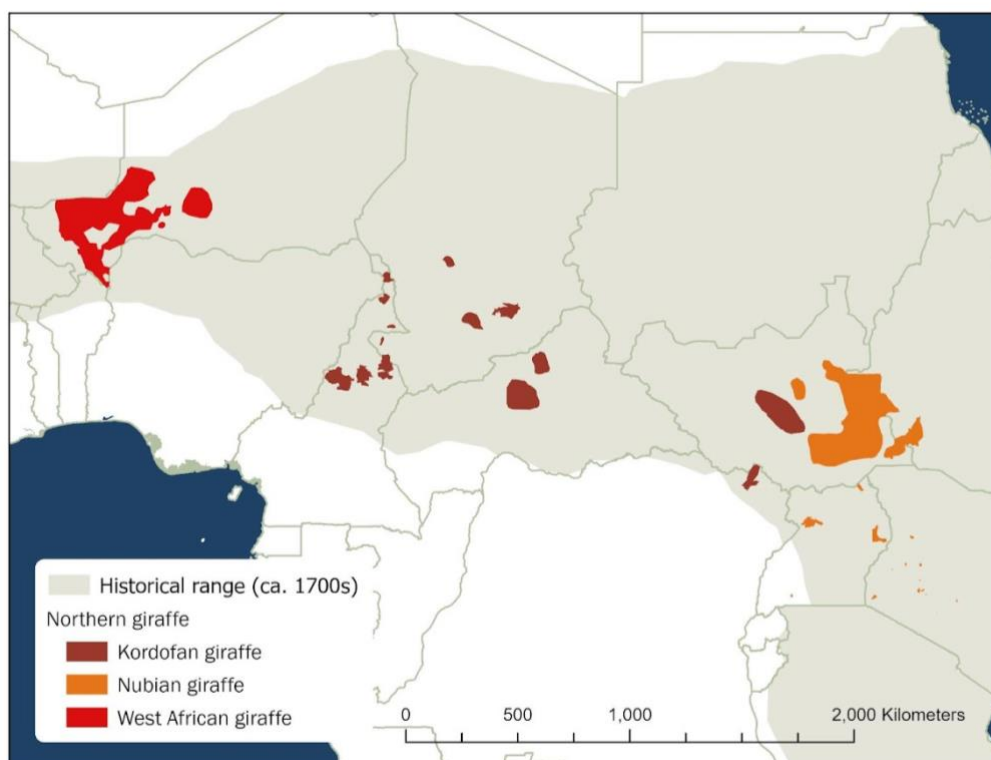 Historical range (ca. 1700s)
Northern giraffe
Kordofan giraffe
Nubian giraffe
West African giraffe
0 500 1,000 2,000 Kilometers